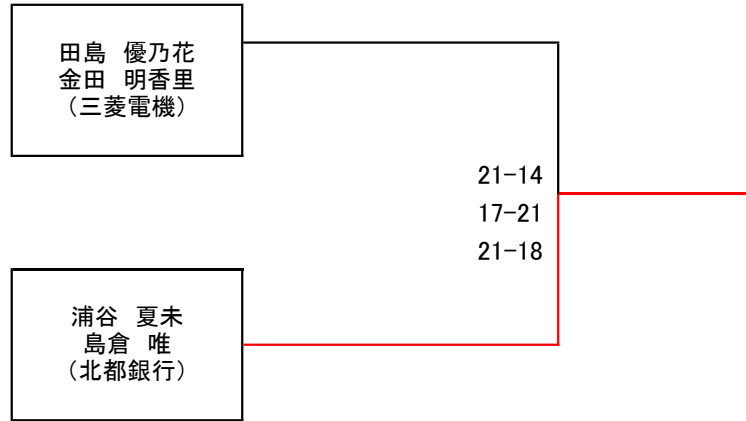 田島　優乃花
金田　明香里
（三菱電機）
21-14
17-21
21-18
浦谷　夏未
島倉　唯
（北都銀行）